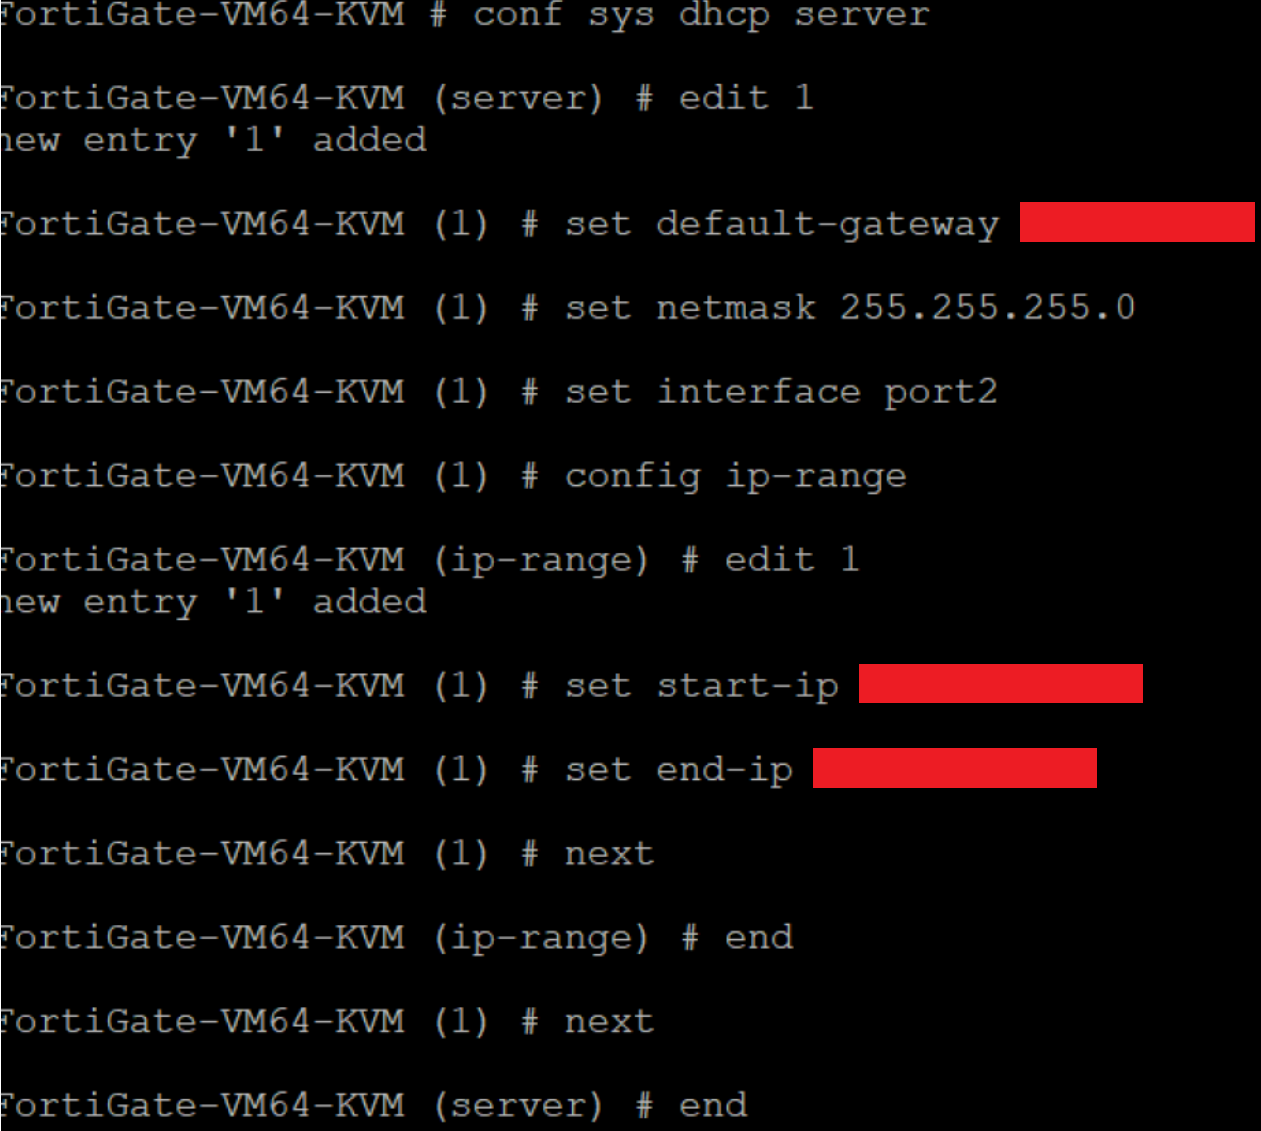 FortiGate-VM64-KVM # conf sys dhcp server
FortiGate-VM64-KVM (server) # edit 1
new entry '1' added
FortiGate-VM64-KVM (1) # set default-gateway
FortiGate-VM64-KVM (1) # set netmask 255.255.255.0
FortiGate-VM64-KVM (1) # set interface port2
FortiGate-VM64-KVM (1) # config ip-range
FortiGate-VM64-KVM (ip-range) # edit 1
new entry '1' added
FortiGate-VM64-KVM (1) # set start-ip
FortiGate-VM64-KVM (1) # set end-ip
FortiGate-VM64-KVM (1) # next
FortiGate-VM64-KVM (ip-range) # end
FortiGate-VM64-KVM (1) # next
FortiGate-VM64-KVM (server) # end